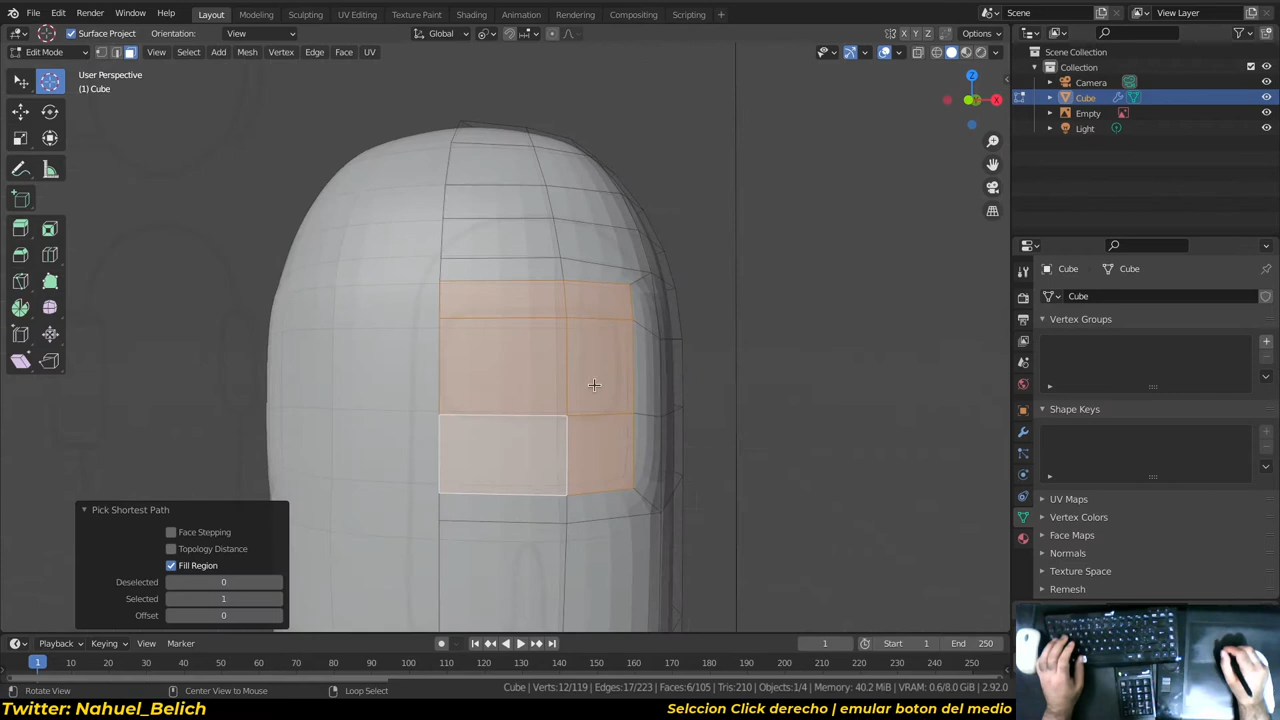 File Edit Render Window Help Layout Modeling Sculpting UV Editing Texture Paint Shading Animation Rendering Compositing Scripting + Scene View Layer
Surface Project Orientation: View Global X Y Z Options
Edit Mode View Select Add Mesh Vertex Edge Face UV
User Perspective
(1) Cube
Z
X
Scene Collection
Collection
Camera
Cube
Empty
Light
Cube Cube
Cube
Vertex Groups
Shape Keys
UV Maps
Vertex Colors
Face Maps
Normals
Texture Space
Remesh
Pick Shortest Path
Face Stepping
Topology Distance
Fill Region
Deselected 0
Selected 1
Offset 0
Playback Keying View Marker 1 Start 1 End 250
1 10 20 30 40 50 60 70 80 90 100 110 120 130 140 150 160 170 180 190 200 210 220 230 240 250
Rotate View Center View to Mouse Loop Select Cube | Verts:12/119 | Edges:17/223 | Faces:6/105 | Tris:210 | Objects:1/4 | Memory: 40.2 MiB | VRAM: 0.6/8.0 GiB | 2.92.0
Twitter: Nahuel_Belich Selccion Click derecho | emular boton del medio